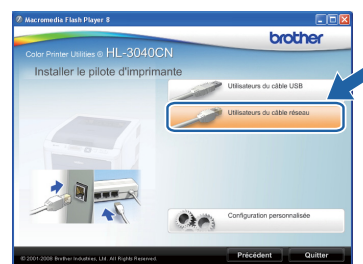 Macromedia Flash Player 8
brother
Color Printer Utilities ® HL-3040CN
Installer le pilote d'imprimante
Utilisateurs du câble USB
Utilisateurs du câble réseau
Configuration personnalisée
© 2001-2008 Brother Industries, Ltd. All Rights Reserved.
Précédent
Quitter